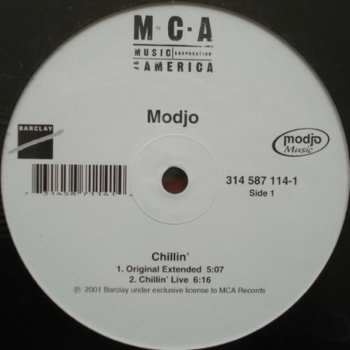 M·C·A
MUSIC CORPORATION
OF AMERICA
Modjo
BARCLAY
modjo
Music
314 587 114-1
Side 1
Chillin'
1. Original Extended 5:07
2. Chillin' Live 6:16
℗ 2001 Barclay under exclusive license to MCA Records